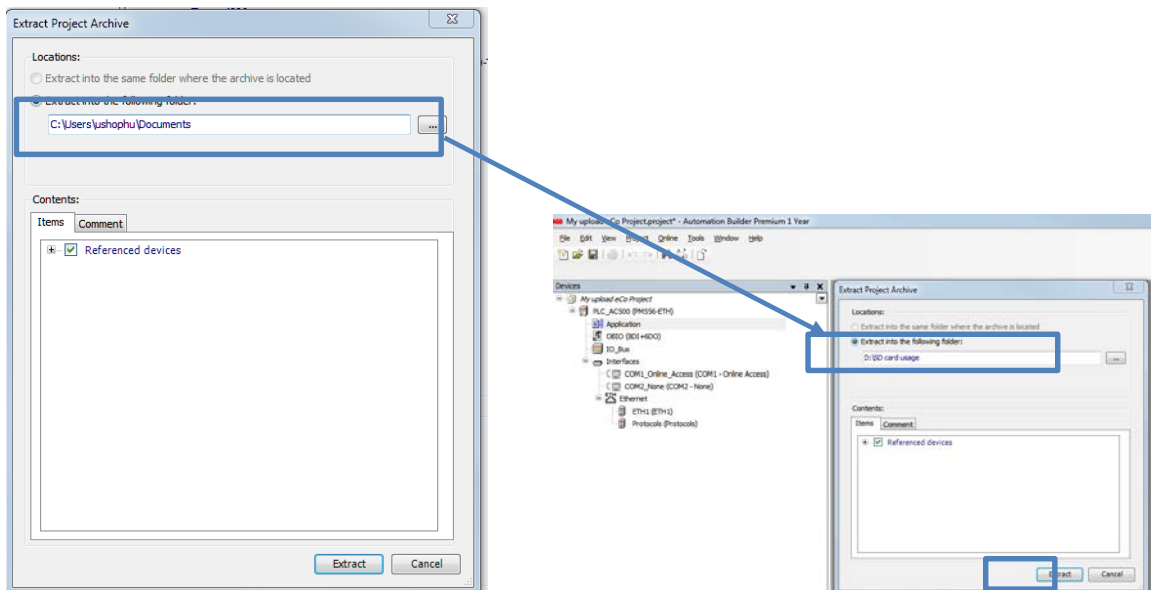 Extract Project Archive
Locations:
Extract into the same folder where the archive is located
Extract into the following folder:
C:\Users\ushophu\Documents
...
Contents:
Items Comment
Referenced devices
Extract Cancel
My upload eCo Project.project* - Automation Builder Premium 1 Year
File Edit View Project Online Tools Window Help
Devices
My upload eCo Project
PLC_AC500 (PM556-ETH)
Application
OBIO (8DI+6DO)
IO_Bus
Interfaces
COM1_Online_Access (COM1 - Online Access)
COM2_None (COM2 - None)
Ethernet
ETH1 (ETH1)
Protocols (Protocols)
Extract Project Archive
Locations:
Extract into the same folder where the archive is located
Extract into the following folder:
D:\SD card usage
...
Contents:
Items Comment
Referenced devices
Extract Cancel